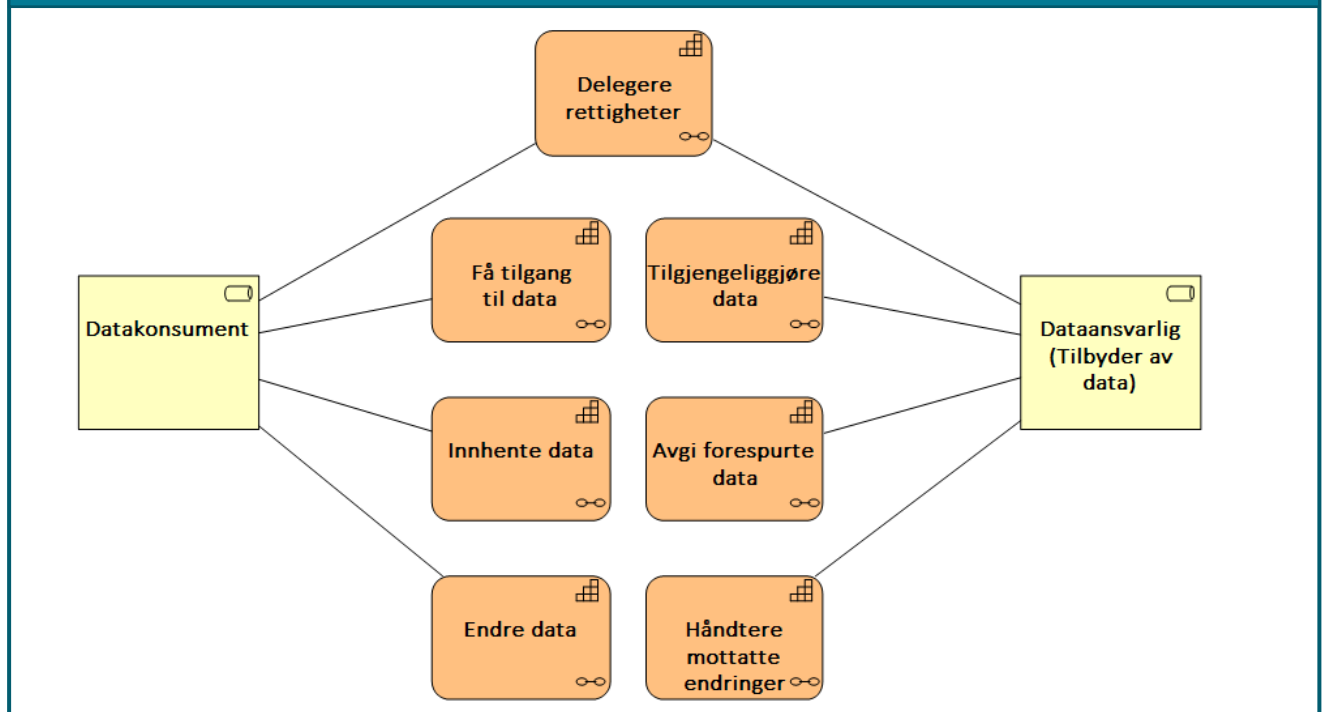 Delegere
rettigheter
Få tilgang
til data
Tilgjengeliggjøre
data
Datakonsument
Dataansvarlig
(Tilbyder av
data)
Innhente data
Avgi forespurte
data
Endre data
Håndtere
mottatte
endringer